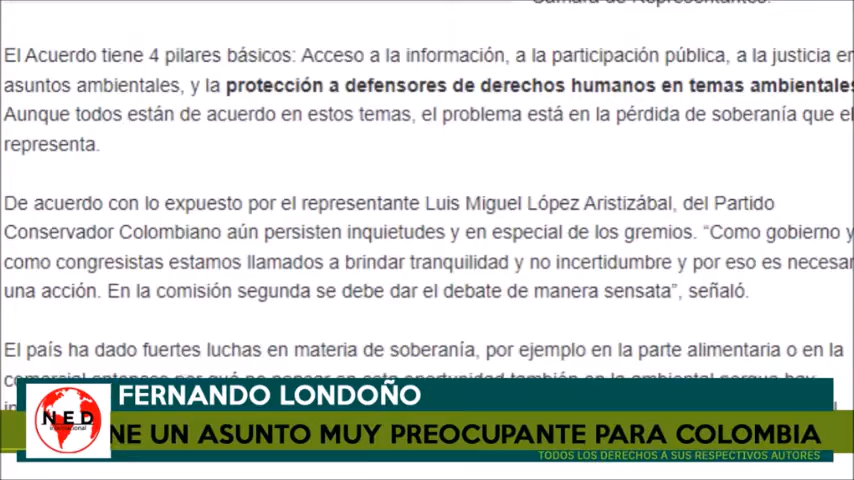 Cámara de Representantes.
El Acuerdo tiene 4 pilares básicos: Acceso a la información, a la participación pública, a la justicia en
asuntos ambientales, y la protección a defensores de derechos humanos en temas ambientales
Aunque todos están de acuerdo en estos temas, el problema está en la pérdida de soberanía que el
representa.
De acuerdo con lo expuesto por el representante Luis Miguel López Aristizábal, del Partido
Conservador Colombiano aún persisten inquietudes y en especial de los gremios. “Como gobierno y
como congresistas estamos llamados a brindar tranquilidad y no incertidumbre y por eso es necesar
una acción. En la comisión segunda se debe dar el debate de manera sensata”, señaló.
El país ha dado fuertes luchas en materia de soberanía, por ejemplo en la parte alimentaria o en la
FERNANDO LONDOÑO
NED
International
NE UN ASUNTO MUY PREOCUPANTE PARA COLOMBIA
TODOS LOS DERECHOS A SUS RESPECTIVOS AUTORES